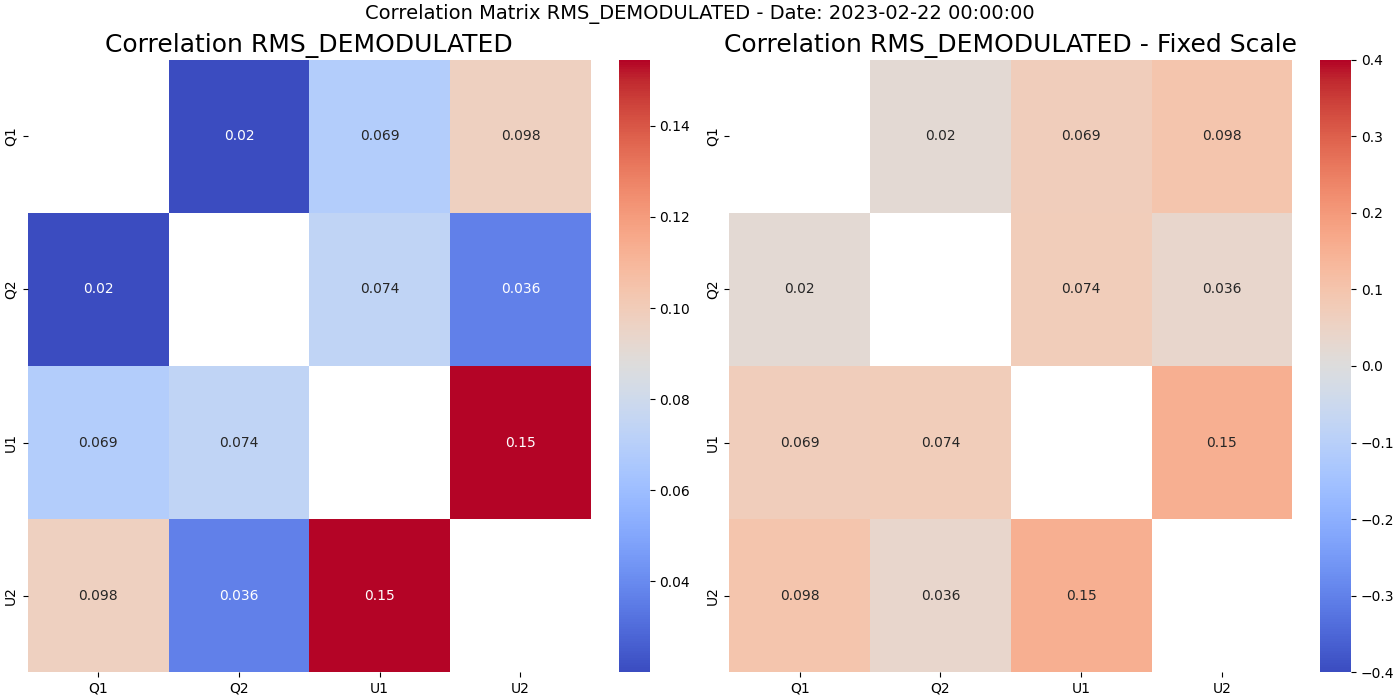 Correlation Matrix RMS_DEMODULATED - Date: 2023-02-22 00:00:00
Correlation RMS_DEMODULATED
Q1
0.02
0.069
0.098
Q2
0.02
0.074
0.036
U1
0.069
0.074
0.15
U2
0.098
0.036
0.15
Q1
Q2
U1
U2
0.14
0.12
0.10
0.08
0.06
0.04
Correlation RMS_DEMODULATED - Fixed Scale
Q1
0.02
0.069
0.098
Q2
0.02
0.074
0.036
U1
0.069
0.074
0.15
U2
0.098
0.036
0.15
Q1
Q2
U1
U2
0.4
0.3
0.2
0.1
0.0
−0.1
−0.2
−0.3
−0.4